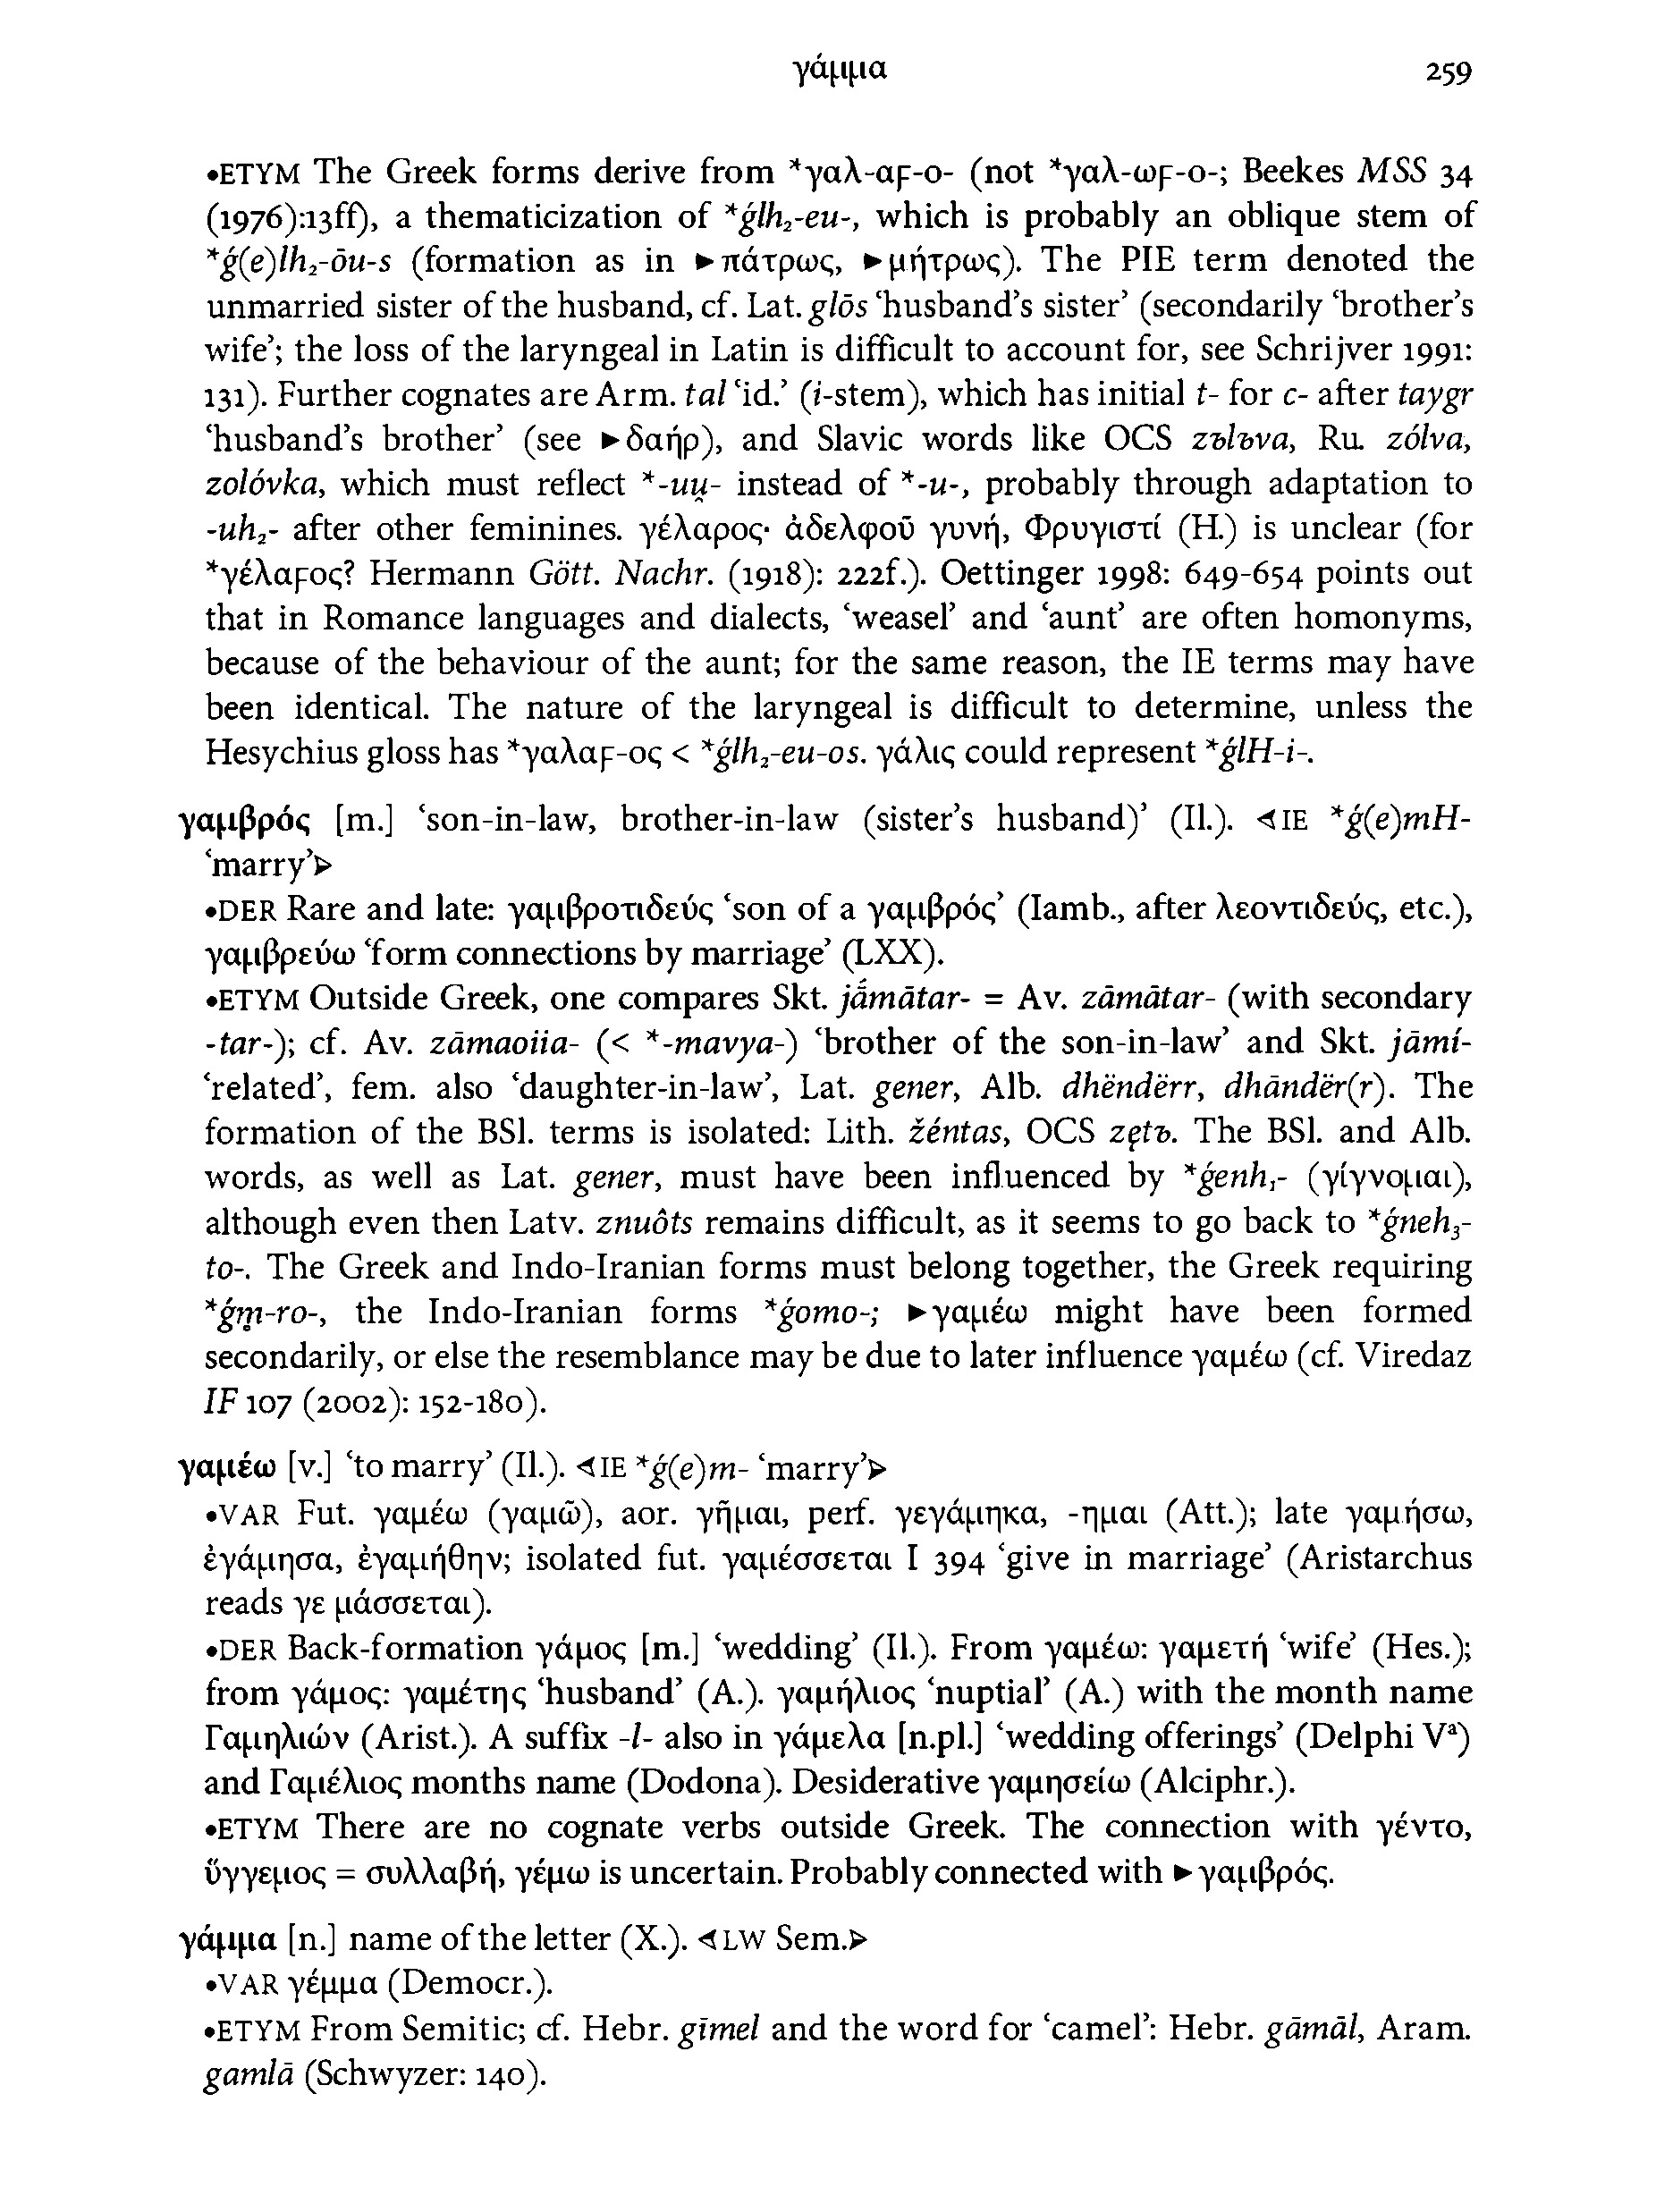 γάμμα 259
•ETYM The Greek forms derive from *γαλ-αϝ-ο- (not *γαλ-ωϝ-ο-; Beekes MSS 34
(1976):13ff), a thematicization of *ǵlh₂-eu-, which is probably an oblique stem of
*ǵ(e)lh₂-ōu-s (formation as in ►πάτρως, ►μήτρως). The PIE term denoted the
unmarried sister of the husband, cf. Lat. glōs ‘husband’s sister’ (secondarily ‘brother’s
wife’; the loss of the laryngeal in Latin is difficult to account for, see Schrijver 1991:
131). Further cognates are Arm. tal ‘id.’ (i-stem), which has initial t- for c- after taygr
‘husband’s brother’ (see ►δαήρ), and Slavic words like OCS zъlъva, Ru. zólva,
zolóvka, which must reflect *-uu̯- instead of *-u-, probably through adaptation to
-uh₂- after other feminines. γέλαρος· ἀδελφοῦ γυνή, Φρυγιστί (H.) is unclear (for
*γέλαϝος? Hermann Gött. Nachr. (1918): 222f.). Oettinger 1998: 649-654 points out
that in Romance languages and dialects, ‘weasel’ and ‘aunt’ are often homonyms,
because of the behaviour of the aunt; for the same reason, the IE terms may have
been identical. The nature of the laryngeal is difficult to determine, unless the
Hesychius gloss has *γαλαϝ-ος < *ǵlh₂-eu-os. γάλις could represent *ǵlH-i-.
γαμβρός [m.] ‘son-in-law, brother-in-law (sister’s husband)’ (Il.). ⊲IE *ǵ(e)mH-
‘marry’⊳
•DER Rare and late: γαμβροτιδεύς ‘son of a γαμβρός’ (Iamb., after λεοντιδεύς, etc.),
γαμβρεύω ‘form connections by marriage’ (LXX).
•ETYM Outside Greek, one compares Skt. jā́mātar- = Av. zāmātar- (with secondary
-tar-); cf. Av. zāmaoiia- (< *-mavya-) ‘brother of the son-in-law’ and Skt. jāmí-
‘related’, fem. also ‘daughter-in-law’, Lat. gener, Alb. dhëndërr, dhândër(r). The
formation of the BSl. terms is isolated: Lith. žéntas, OCS zętъ. The BSl. and Alb.
words, as well as Lat. gener, must have been influenced by *ǵenh₁- (γίγνομαι),
although even then Latv. znuôts remains difficult, as it seems to go back to *ǵneh₃-
to-. The Greek and Indo-Iranian forms must belong together, the Greek requiring
*ǵm̥-ro-, the Indo-Iranian forms *ǵomo-; ►γαμέω might have been formed
secondarily, or else the resemblance may be due to later influence γαμέω (cf. Viredaz
IF 107 (2002): 152-180).
γαμέω [v.] ‘to marry’ (Il.). ⊲IE *ǵ(e)m- ‘marry’⊳
•VAR Fut. γαμέω (γαμῶ), aor. γῆμαι, perf. γεγάμηκα, -ημαι (Att.); late γαμήσω,
ἐγάμησα, ἐγαμήθην; isolated fut. γαμέσσεται I 394 ‘give in marriage’ (Aristarchus
reads γε μάσσεται).
•DER Back-formation γάμος [m.] ‘wedding’ (Il.). From γαμέω: γαμετή ‘wife’ (Hes.);
from γάμος: γαμέτης ‘husband’ (A.). γαμήλιος ‘nuptial’ (A.) with the month name
Γαμηλιών (Arist.). A suffix -l- also in γάμελα [n.pl.] ‘wedding offerings’ (Delphi Vᵃ)
and Γαμέλιος months name (Dodona). Desiderative γαμησείω (Alciphr.).
•ETYM There are no cognate verbs outside Greek. The connection with γέντο,
ὕγγεμος = συλλαβή, γέμω is uncertain. Probably connected with ►γαμβρός.
γάμμα [n.] name of the letter (X.). ⊲LW Sem.⊳
•VAR γέμμα (Democr.).
•ETYM From Semitic; cf. Hebr. gīmel and the word for ‘camel’: Hebr. gāmāl, Aram.
gamlā (Schwyzer: 140).